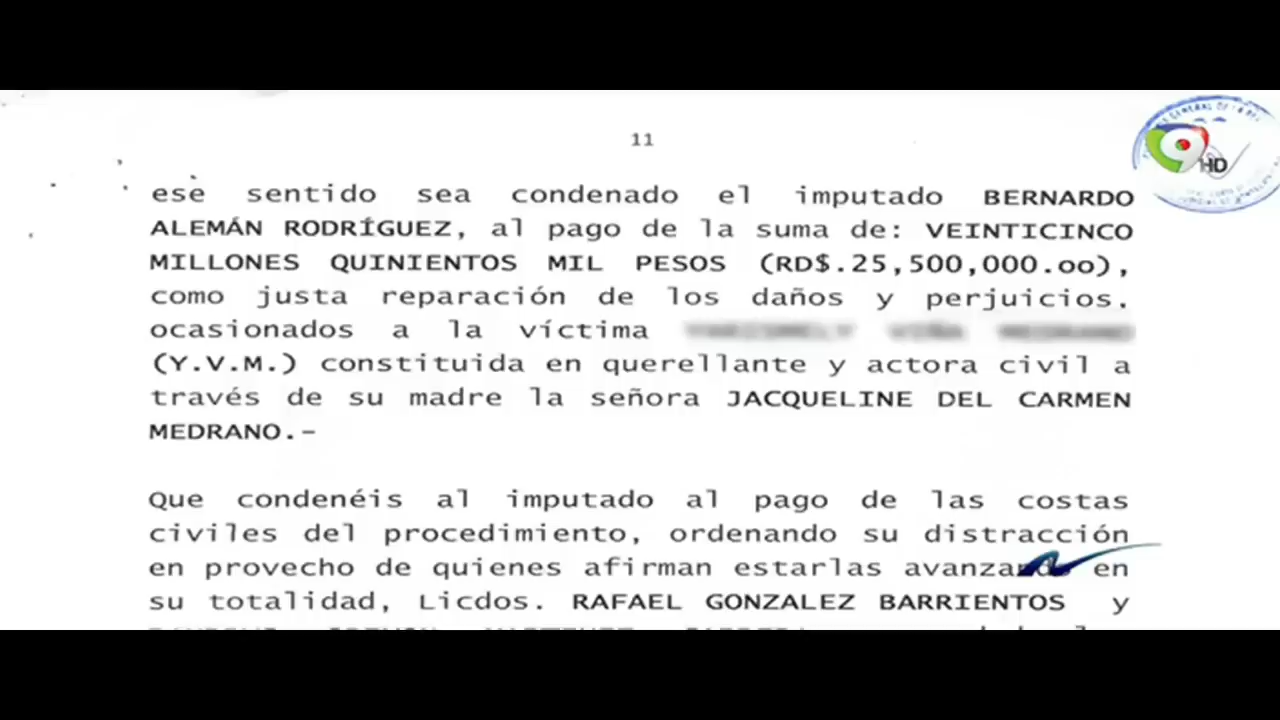 11
ese sentido sea condenado el imputado BERNARDO
ALEMÁN RODRÍGUEZ, al pago de la suma de: VEINTICINCO
MILLONES QUINIENTOS MIL PESOS (RD$.25,500,000.oo),
como justa reparación de los daños y perjuicios.
ocasionados a la víctima
(Y.V.M.) constituida en querellante y actora civil a
través de su madre la señora JACQUELINE DEL CARMEN
MEDRANO.-
Que condenéis al imputado al pago de las costas
civiles del procedimiento, ordenando su distracción
en provecho de quienes afirman estarlas avanzando en
su totalidad, Licdos. RAFAEL GONZALEZ BARRIENTOS y
9 HD